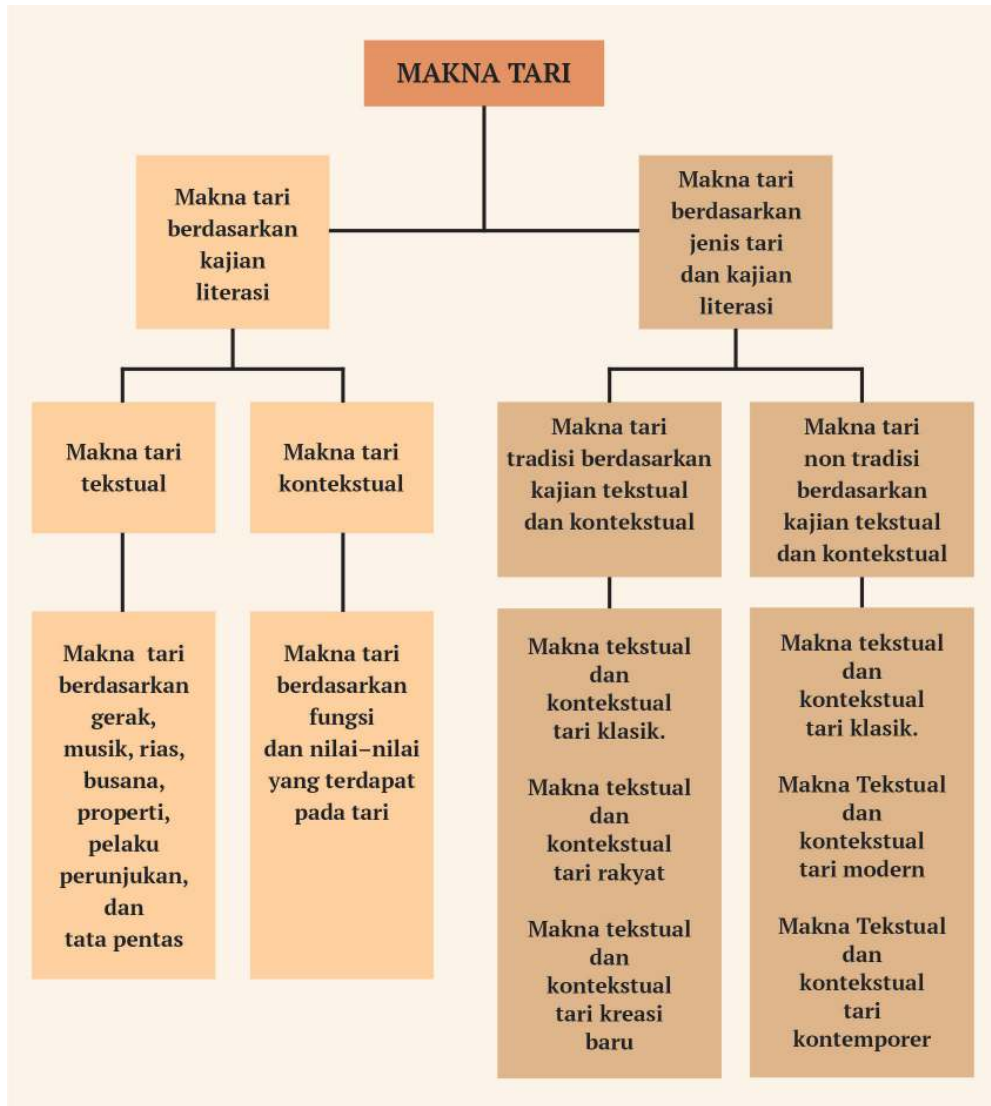 MAKNA TARI
Makna tari
berdasarkan
kajian
literasi
Makna tari
berdasarkan
jenis tari
dan kajian
literasi
Makna tari
tekstual
Makna tari
kontekstual
Makna tari
tradisi berdasarkan
kajian tekstual
dan kontekstual
Makna tari
non tradisi
berdasarkan
kajian tekstual
dan kontekstual
Makna tari
berdasarkan
gerak,
musik, rias,
busana,
properti,
pelaku
perunjukan,
dan
tata pentas
Makna tari
berdasarkan
fungsi
dan nilai–nilai
yang terdapat
pada tari
Makna tekstual
dan
kontekstual
tari klasik.
Makna tekstual
dan
kontekstual
tari rakyat
Makna tekstual
dan
kontekstual
tari kreasi
baru
Makna tekstual
dan
kontekstual
tari klasik.
Makna Tekstual
dan
kontekstual
tari modern
Makna Tekstual
dan
kontekstual
tari
kontemporer